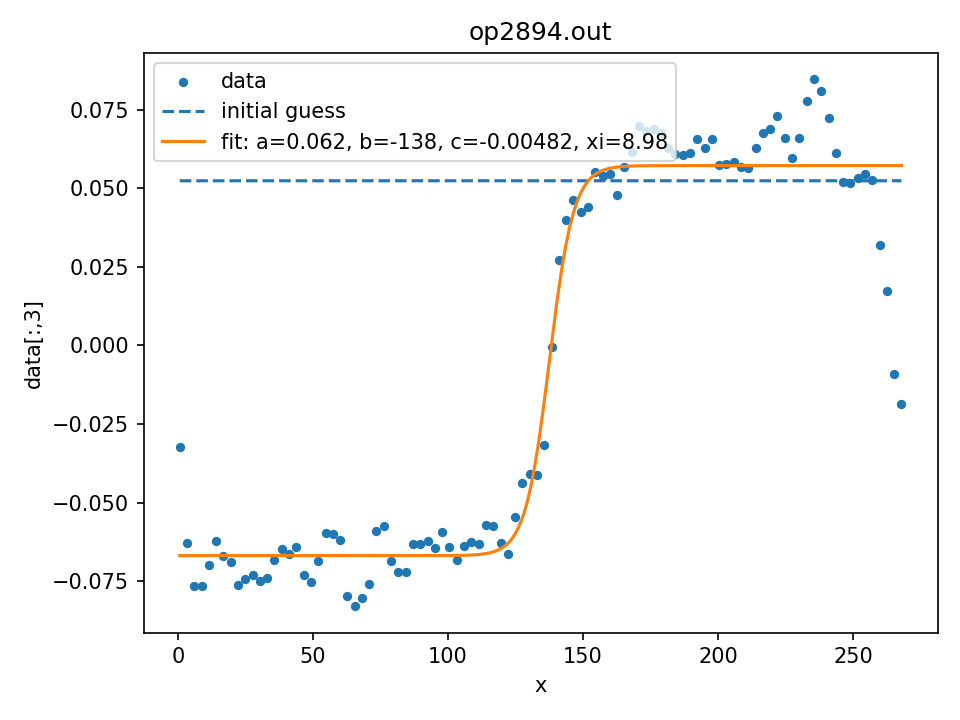 op2894.out
data
initial guess
fit: a=0.062, b=-138, c=-0.00482, xi=8.98
0.075
0.050
0.025
0.000
−0.025
−0.050
−0.075
data[:,3]
0 50 100 150 200 250
x